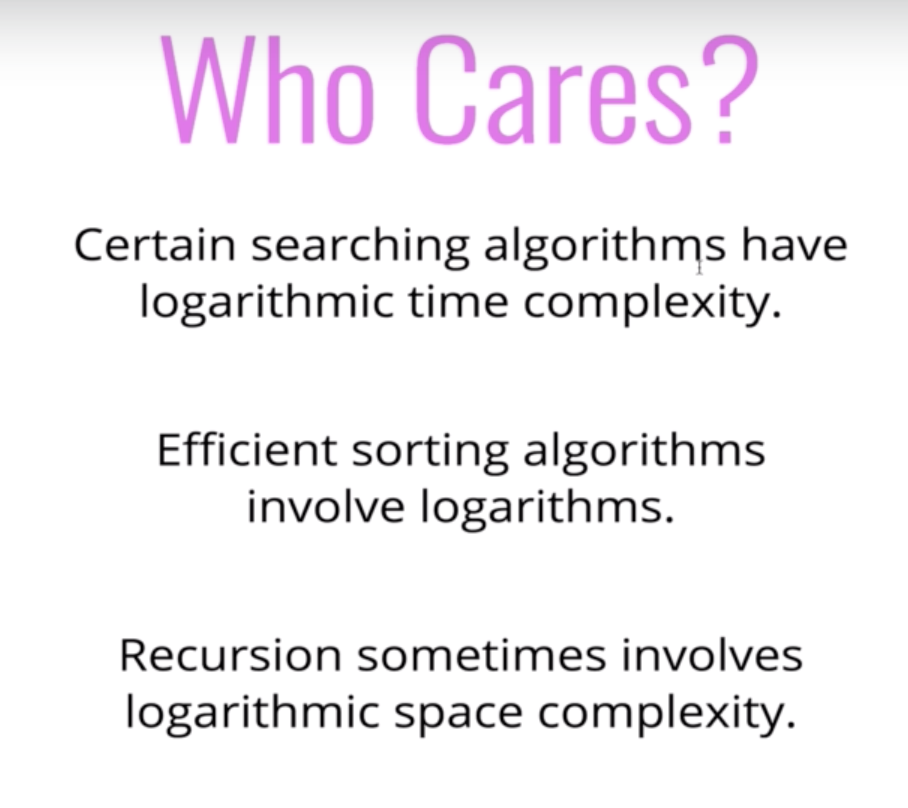 Who Cares?
Certain searching algorithms have
logarithmic time complexity.
Efficient sorting algorithms
involve logarithms.
Recursion sometimes involves
logarithmic space complexity.